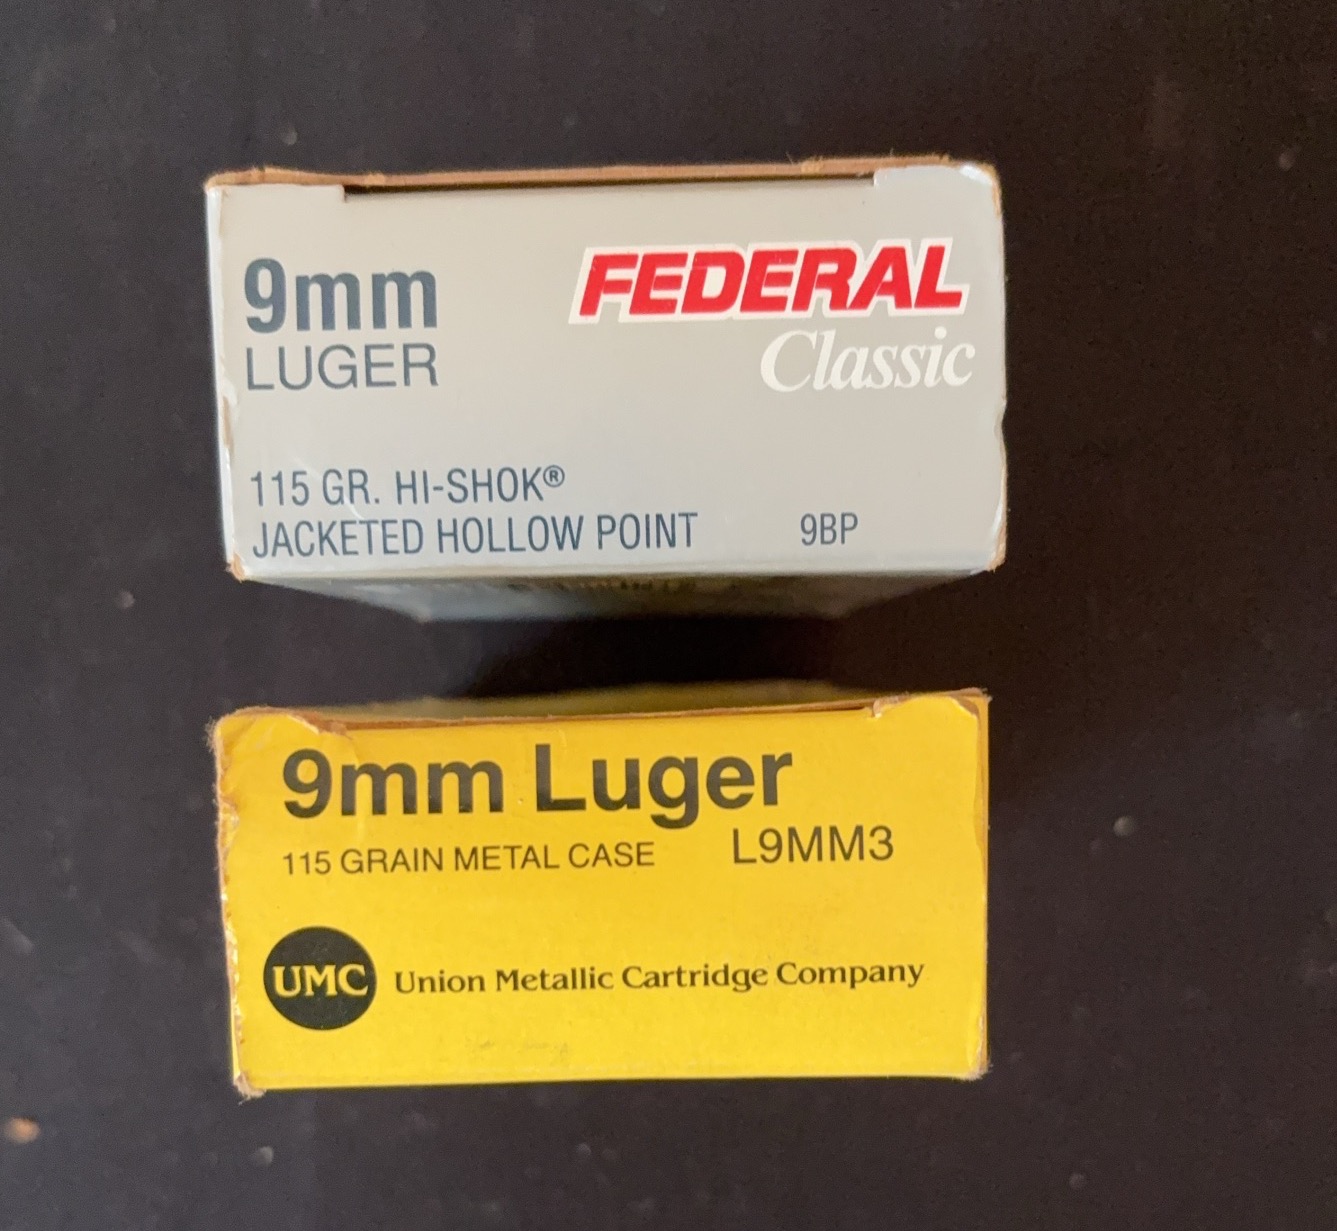 9mm
LUGER
FEDERAL
Classic
115 GR. HI-SHOK®
JACKETED HOLLOW POINT 9BP
9mm Luger
115 GRAIN METAL CASE L9MM3
UMC Union Metallic Cartridge Company